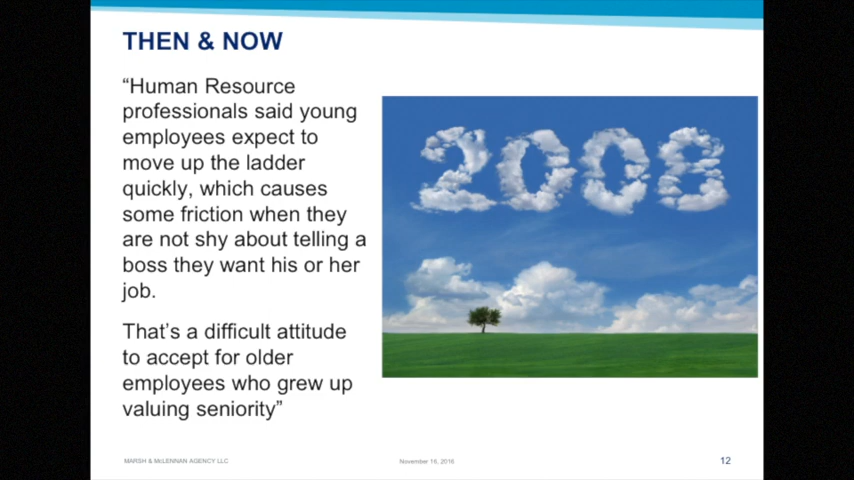 THEN & NOW
“Human Resource
professionals said young
employees expect to
move up the ladder
quickly, which causes
some friction when they
are not shy about telling a
boss they want his or her
job.
That’s a difficult attitude
to accept for older
employees who grew up
valuing seniority”
2008
MARSH & McLENNAN AGENCY LLC
November 16, 2016
12